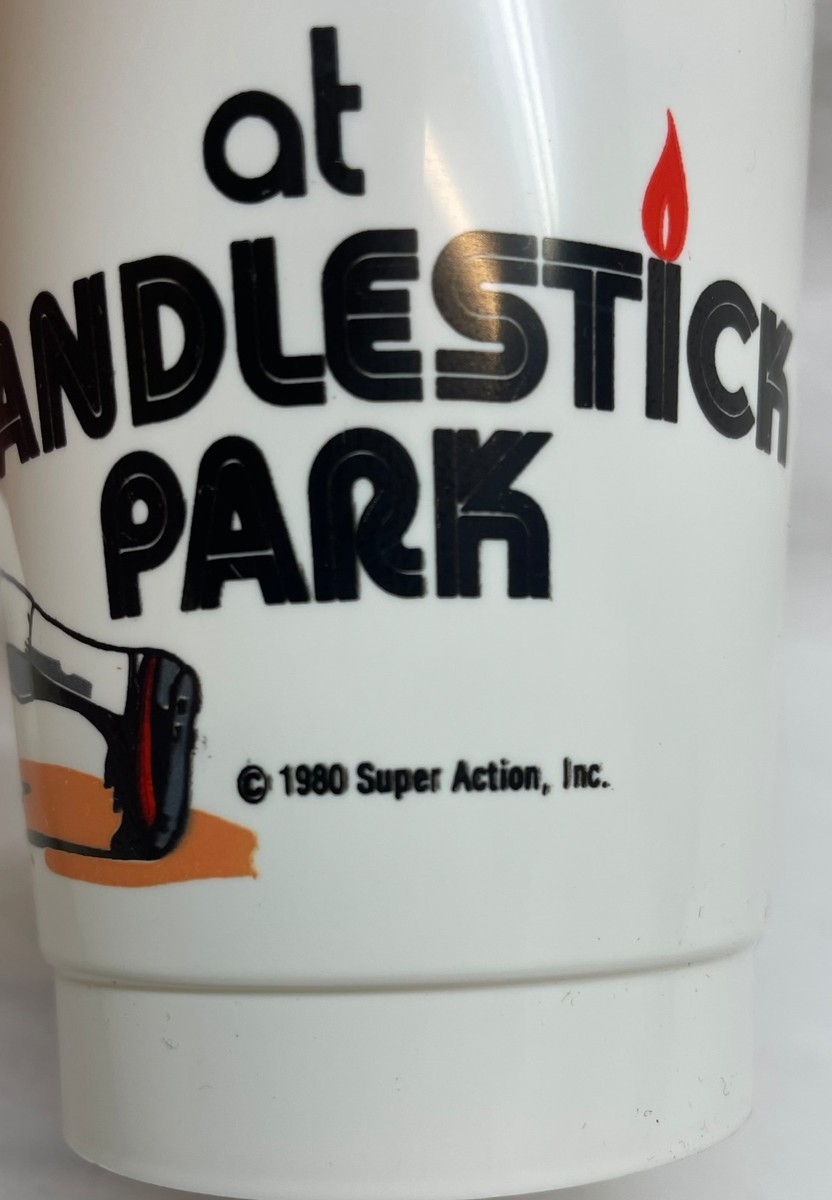 at
ANDLESTICK
PARK
© 1980 Super Action, Inc.